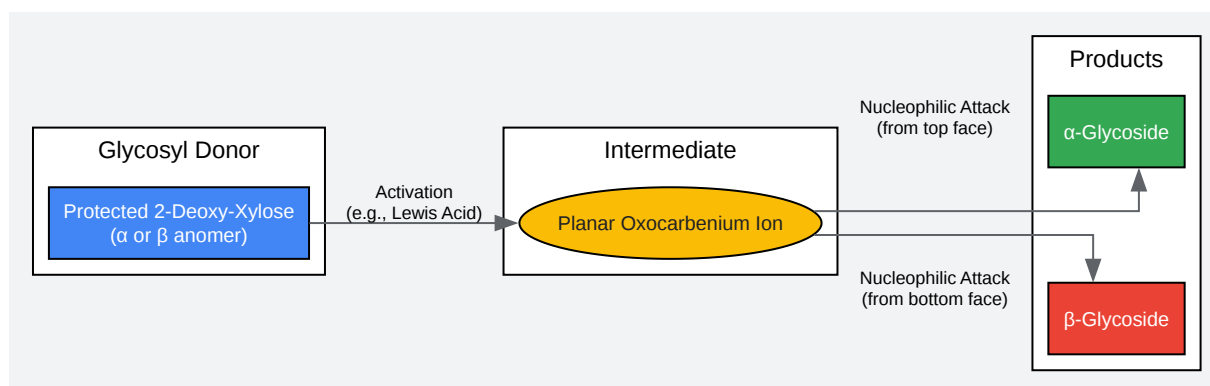 Glycosyl Donor
Protected 2-Deoxy-Xylose
(α or β anomer)
Activation
(e.g., Lewis Acid)
Intermediate
Planar Oxocarbenium Ion
Nucleophilic Attack
(from top face)
Nucleophilic Attack
(from bottom face)
Products
α-Glycoside
β-Glycoside